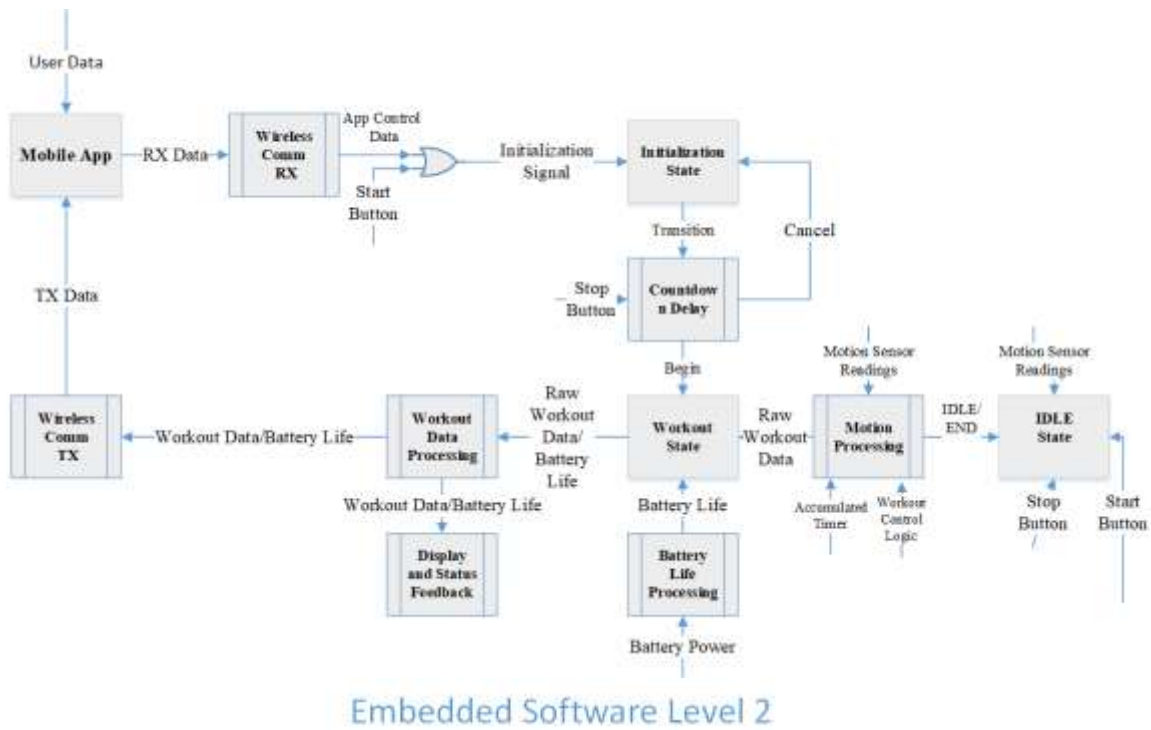 User Data
Mobile App
RX Data
Wireless
Comm
RX
App Control
Data
Start
Button
Initialization
Signal
Initialization
State
Transition
Cancel
Stop
Button
Countdow
n Delay
TX Data
Begin
Motion Sensor
Readings
Motion Sensor
Readings
Wireless
Comm
TX
Workout Data/Battery Life
Workout
Data
Processing
Raw
Workout
Data/
Battery
Life
Workout
State
Raw
Workout
Data
Motion
Processing
IDLE/
END
IDLE
State
Workout Data/Battery Life
Battery Life
Accumulated
Timer
Workout
Control
Logic
Stop
Button
Start
Button
Display
and Status
Feedback
Battery
Life
Processing
Battery Power
Embedded Software Level 2